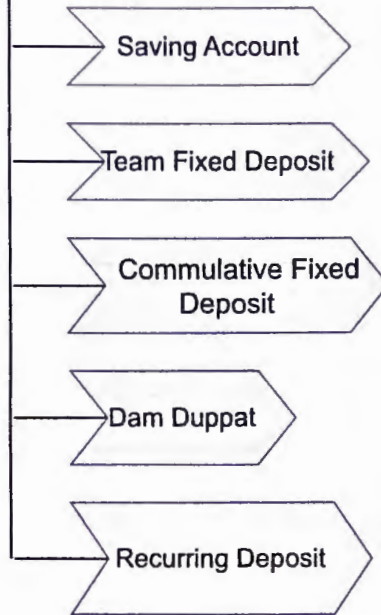 Saving Account
Team Fixed Deposit
Commulative Fixed
Deposit
Dam Duppat
Recurring Deposit